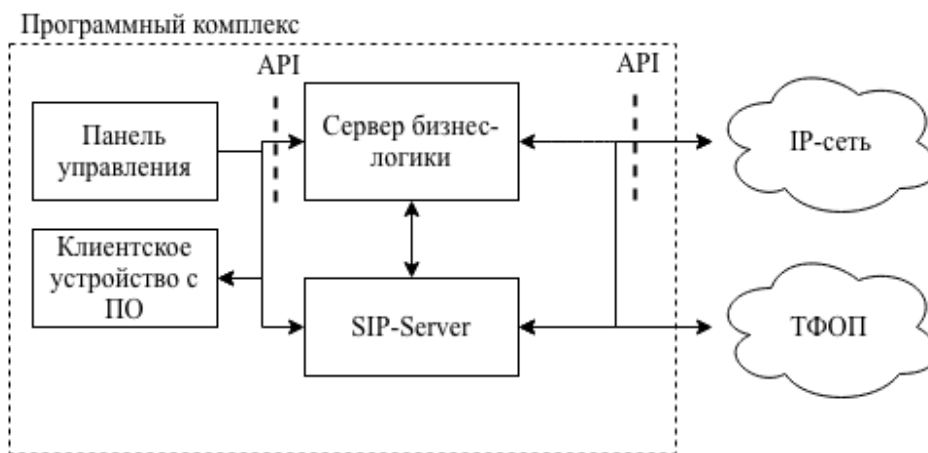 Программный комплекс
API
API
Панель
управления
Сервер бизнес-
логики
IP-сеть
Клиентское
устройство с
ПО
SIP-Server
ТФОП